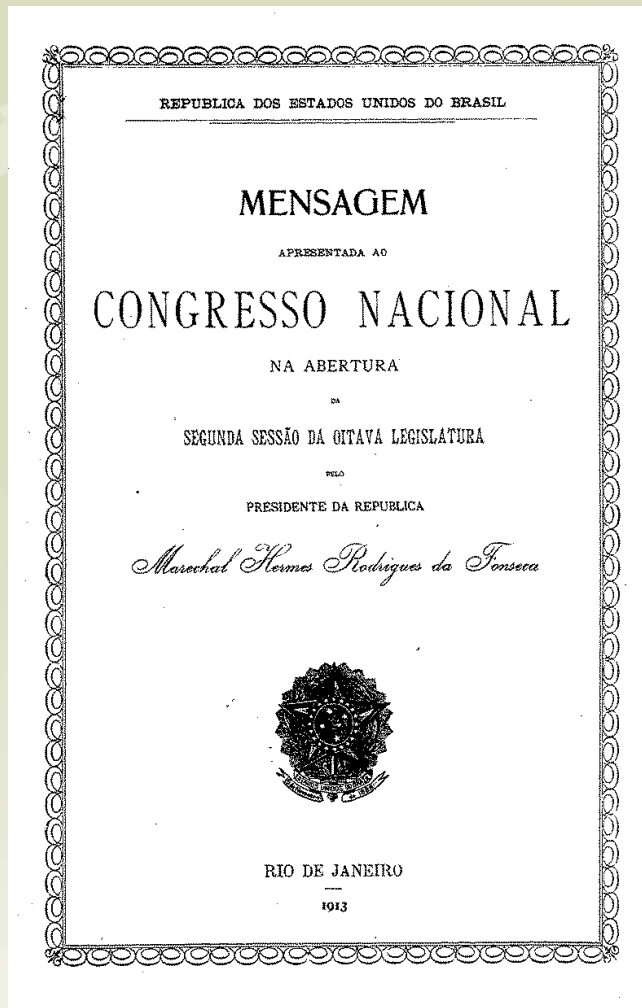 REPUBLICA DOS ESTADOS UNIDOS DO BRASIL
MENSAGEM
APRESENTADA AO
CONGRESSO NACIONAL
NA ABERTURA
DA
SEGUNDA SESSÃO DA OITAVA LEGISLATURA
PELO
PRESIDENTE DA REPUBLICA
Marechal Hermes Rodrigues da Fonseca
RIO DE JANEIRO
1913